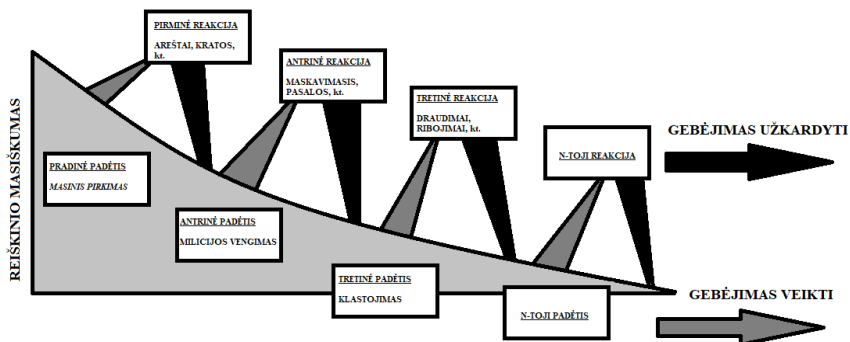 PIRMINĖ REAKCIJA
AREŠTAI, KRATOS,
kt.
ANTRINĖ REAKCIJA
MASKAVIMASIS,
PASALOS, kt.
TRETINĖ REAKCIJA
DRAUDIMAI,
RIBOJIMAI, kt.
N-TOJI REAKCIJA
GEBĖJIMAS UŽKARDYTI
REIŠKINIO MASIŠKUMAS
PRADINĖ PADĖTIS
MASINIS PIRKIMAS
ANTRINĖ PADĖTIS
MILICIJOS VENGIMAS
TRETINĖ PADĖTIS
KLASTOJIMAS
N-TOJI PADĖTIS
GEBĖJIMAS VEIKTI